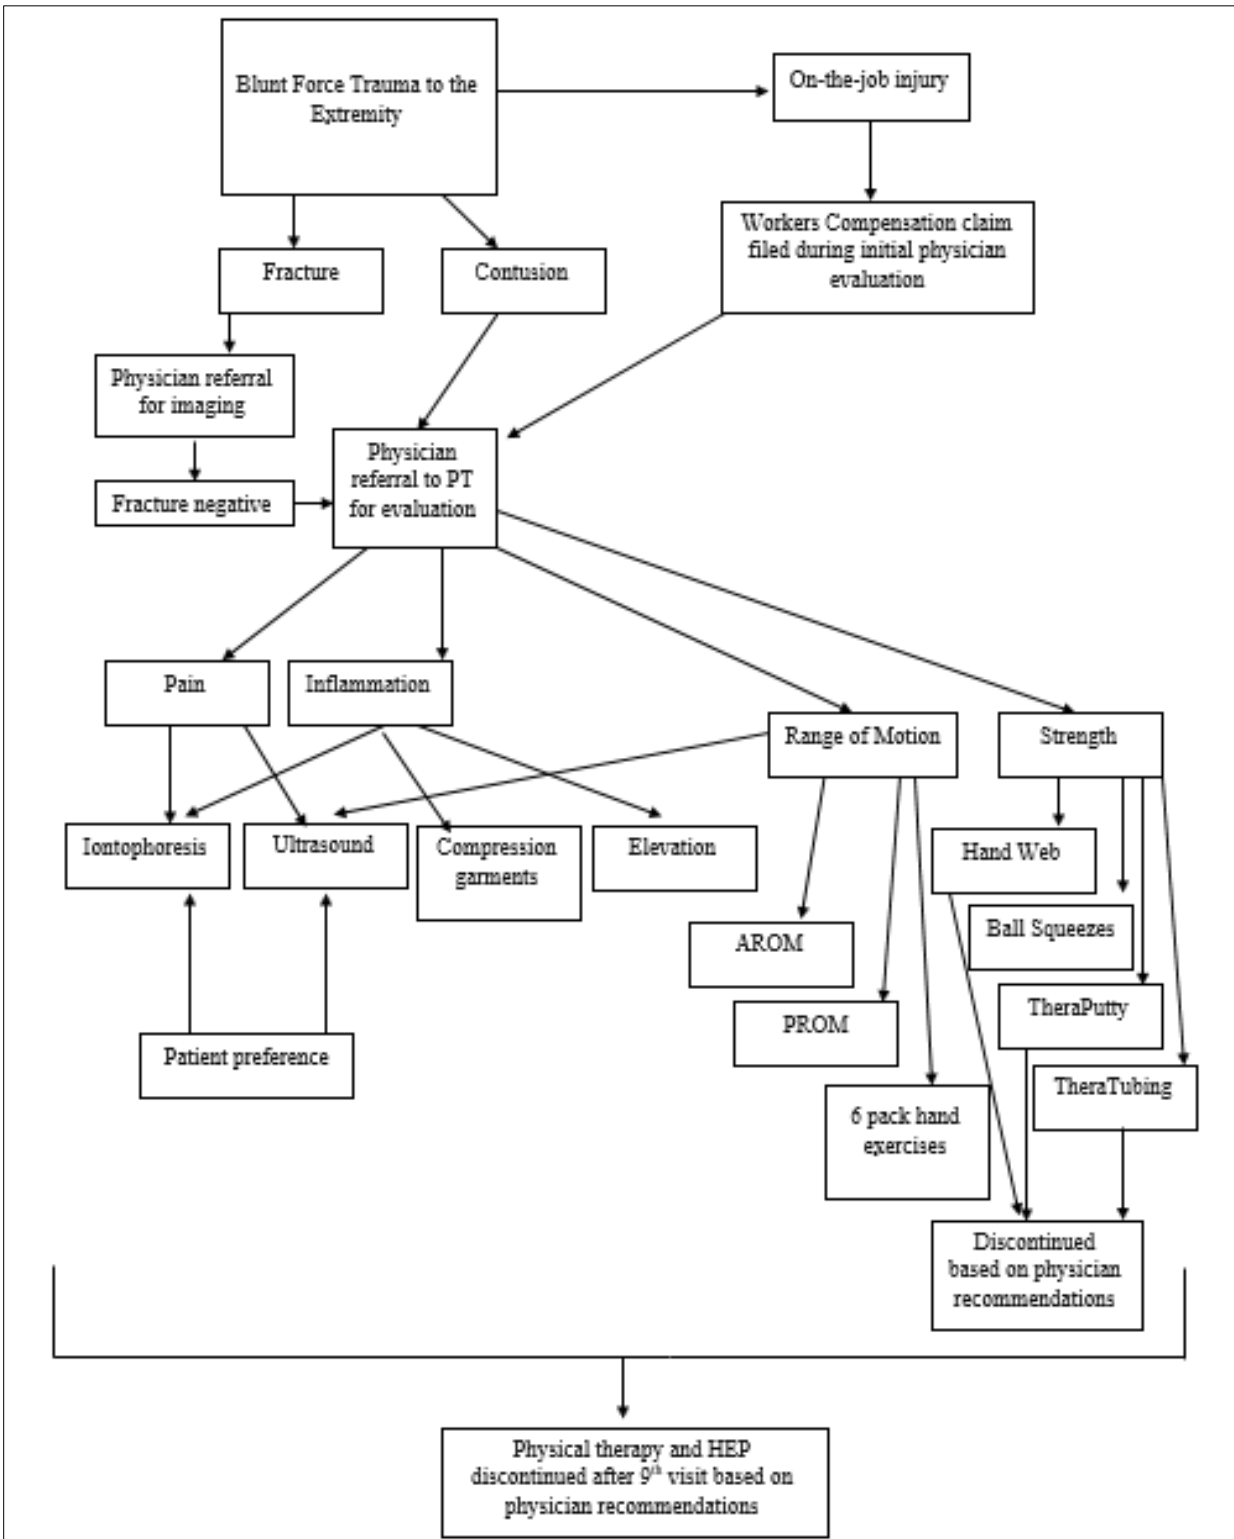 Blunt Force Trauma to the
Extremity
On-the-job injury
Workers Compensation claim
filed during initial physician
evaluation
Fracture
Contusion
Physician referral
for imaging
Physician
referral to PT
for evaluation
Fracture negative
Pain
Inflammation
Range of Motion
Strength
Iontophoresis
Ultrasound
Compression
garments
Elevation
Hand Web
Ball Squeezes
AROM
TheraPutty
PROM
Patient preference
TheraTubing
6 pack hand
exercises
Discontinued
based on physician
recommendations
Physical therapy and HEP
discontinued after 9th visit based on
physician recommendations